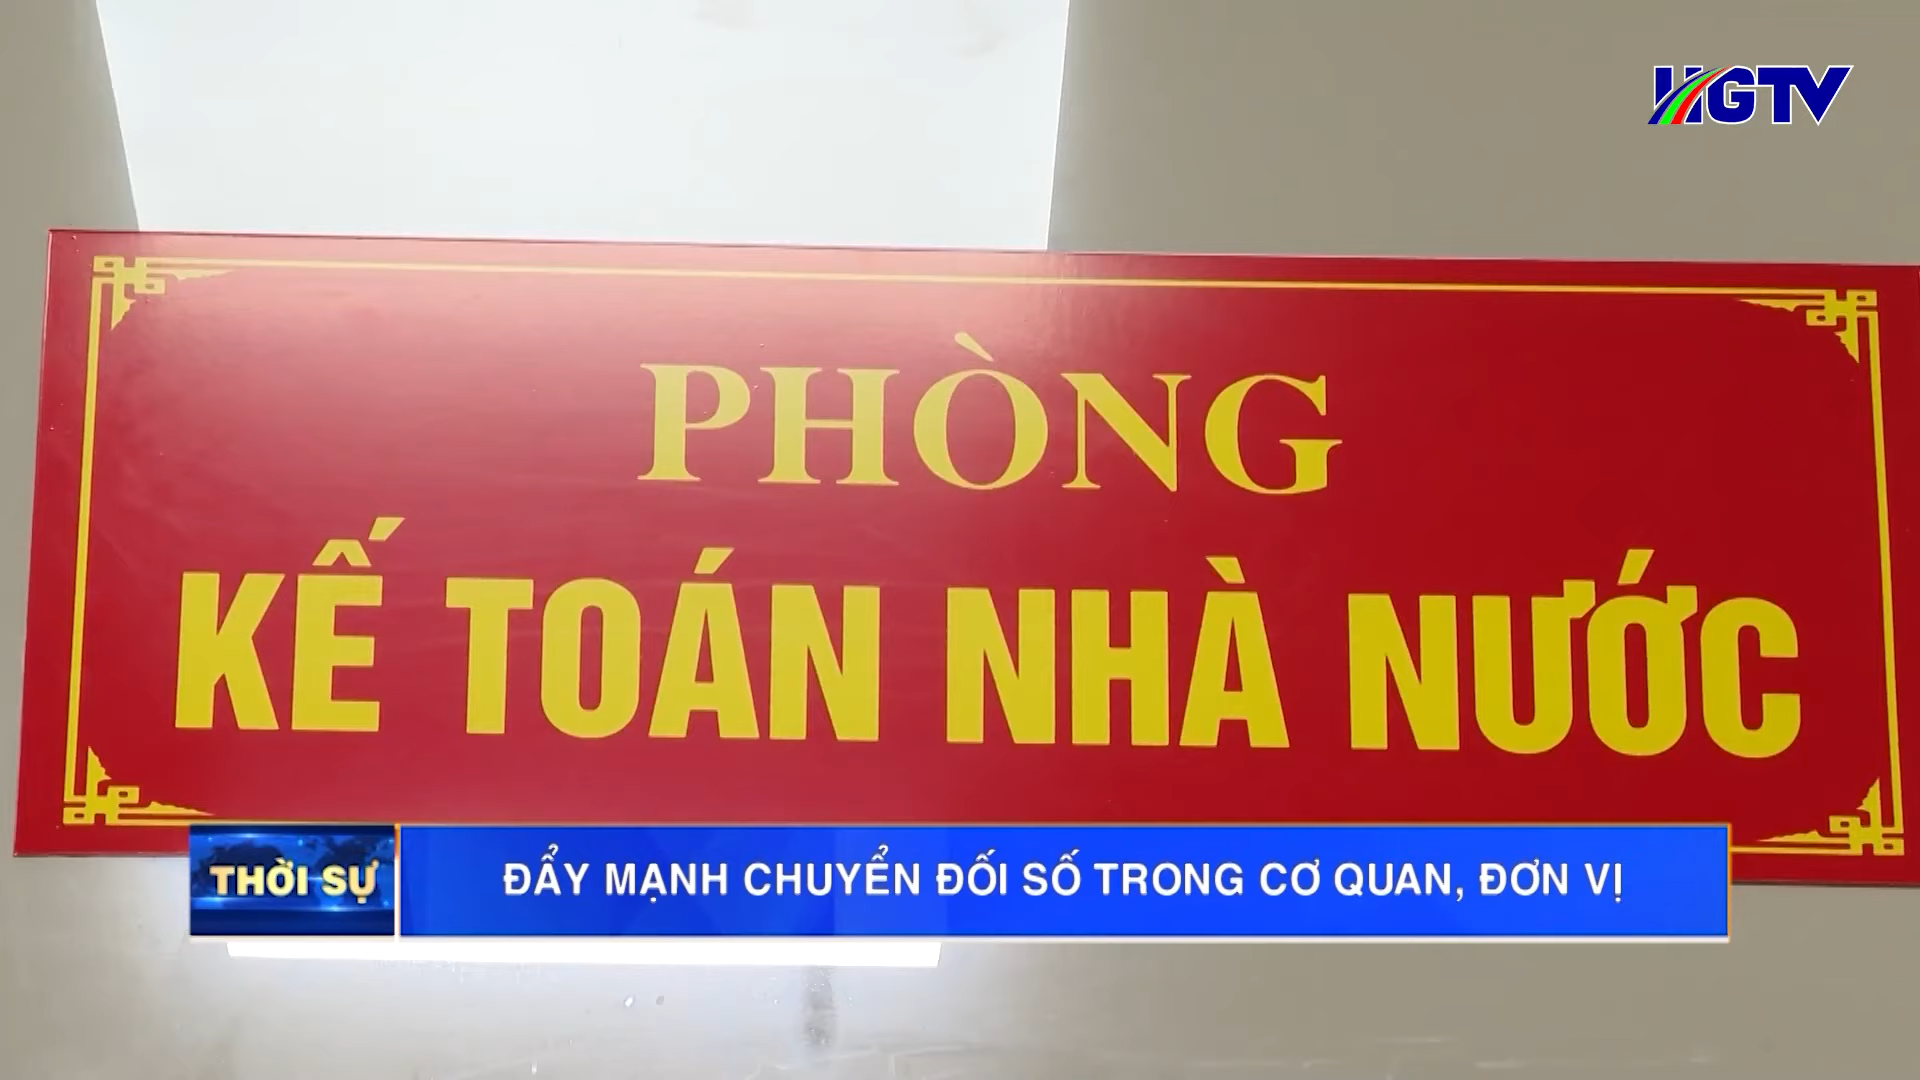 HGTV
PHÒNG
KẾ TOÁN NHÀ NƯỚC
THỜI SỰ
ĐẨY MẠNH CHUYỂN ĐỔI SỐ TRONG CƠ QUAN, ĐƠN VỊ